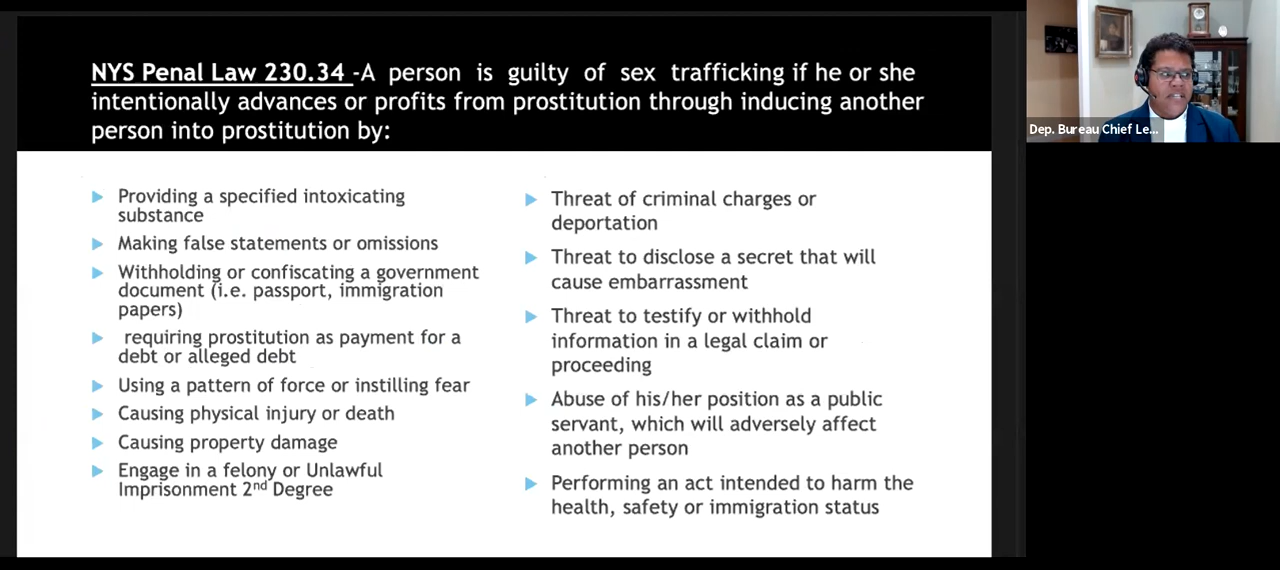 NYS Penal Law 230.34 -A person is guilty of sex trafficking if he or she
intentionally advances or profits from prostitution through inducing another
person into prostitution by:
Providing a specified intoxicating
substance
Making false statements or omissions
Withholding or confiscating a government
document (i.e. passport, immigration
papers)
requiring prostitution as payment for a
debt or alleged debt
Using a pattern of force or instilling fear
Causing physical injury or death
Causing property damage
Engage in a felony or Unlawful
Imprisonment 2nd Degree
Threat of criminal charges or
deportation
Threat to disclose a secret that will
cause embarrassment
Threat to testify or withhold
information in a legal claim or
proceeding
Abuse of his/her position as a public
servant, which will adversely affect
another person
Performing an act intended to harm the
health, safety or immigration status
Dep. Bureau Chief Le...